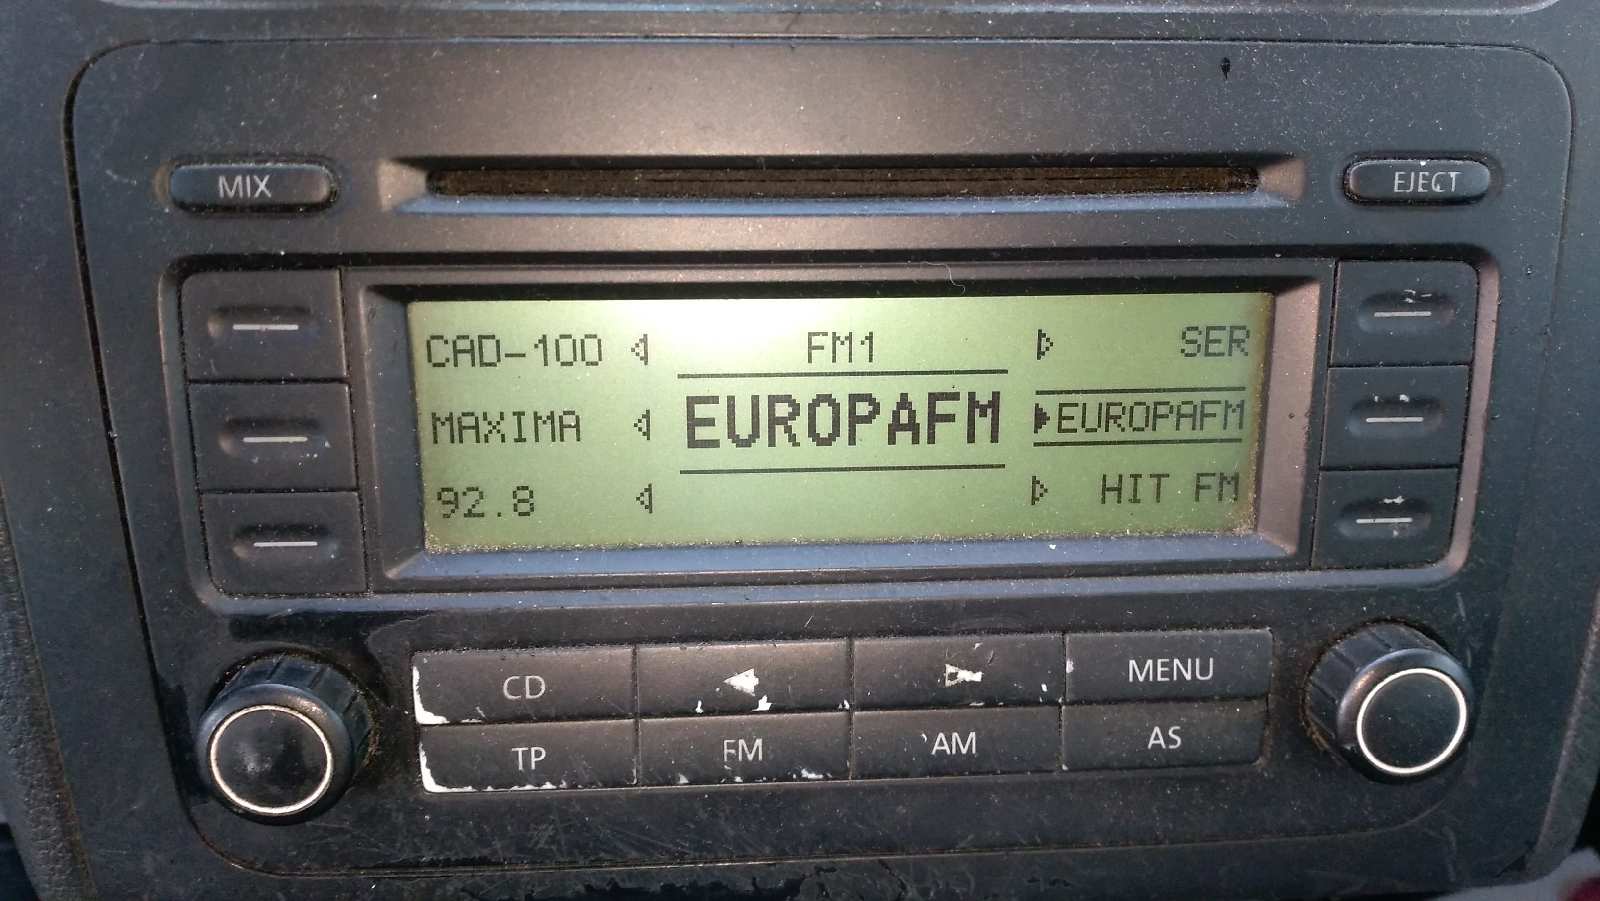 MIX EJECT
CAD-100 FM1 SER
MAXIMA EUROPAFM EUROPAFM
92.8 HIT FM
CD MENU
TP FM AM AS